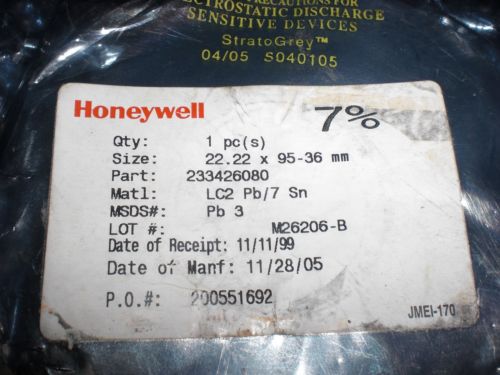 PRECAUTIONS FOR
ELECTROSTATIC DISCHARGE
SENSITIVE DEVICES
StratoGrey™
04/05 S040105
Honeywell
7%
Qty: 1 pc(s)
Size: 22.22 x 95-36 mm
Part: 233426080
Matl: LC2 Pb/7 Sn
MSDS#: Pb 3
LOT #: M26206-B
Date of Receipt: 11/11/99
Date of Manf: 11/28/05
P.O.#: 200551692
JMEI-170